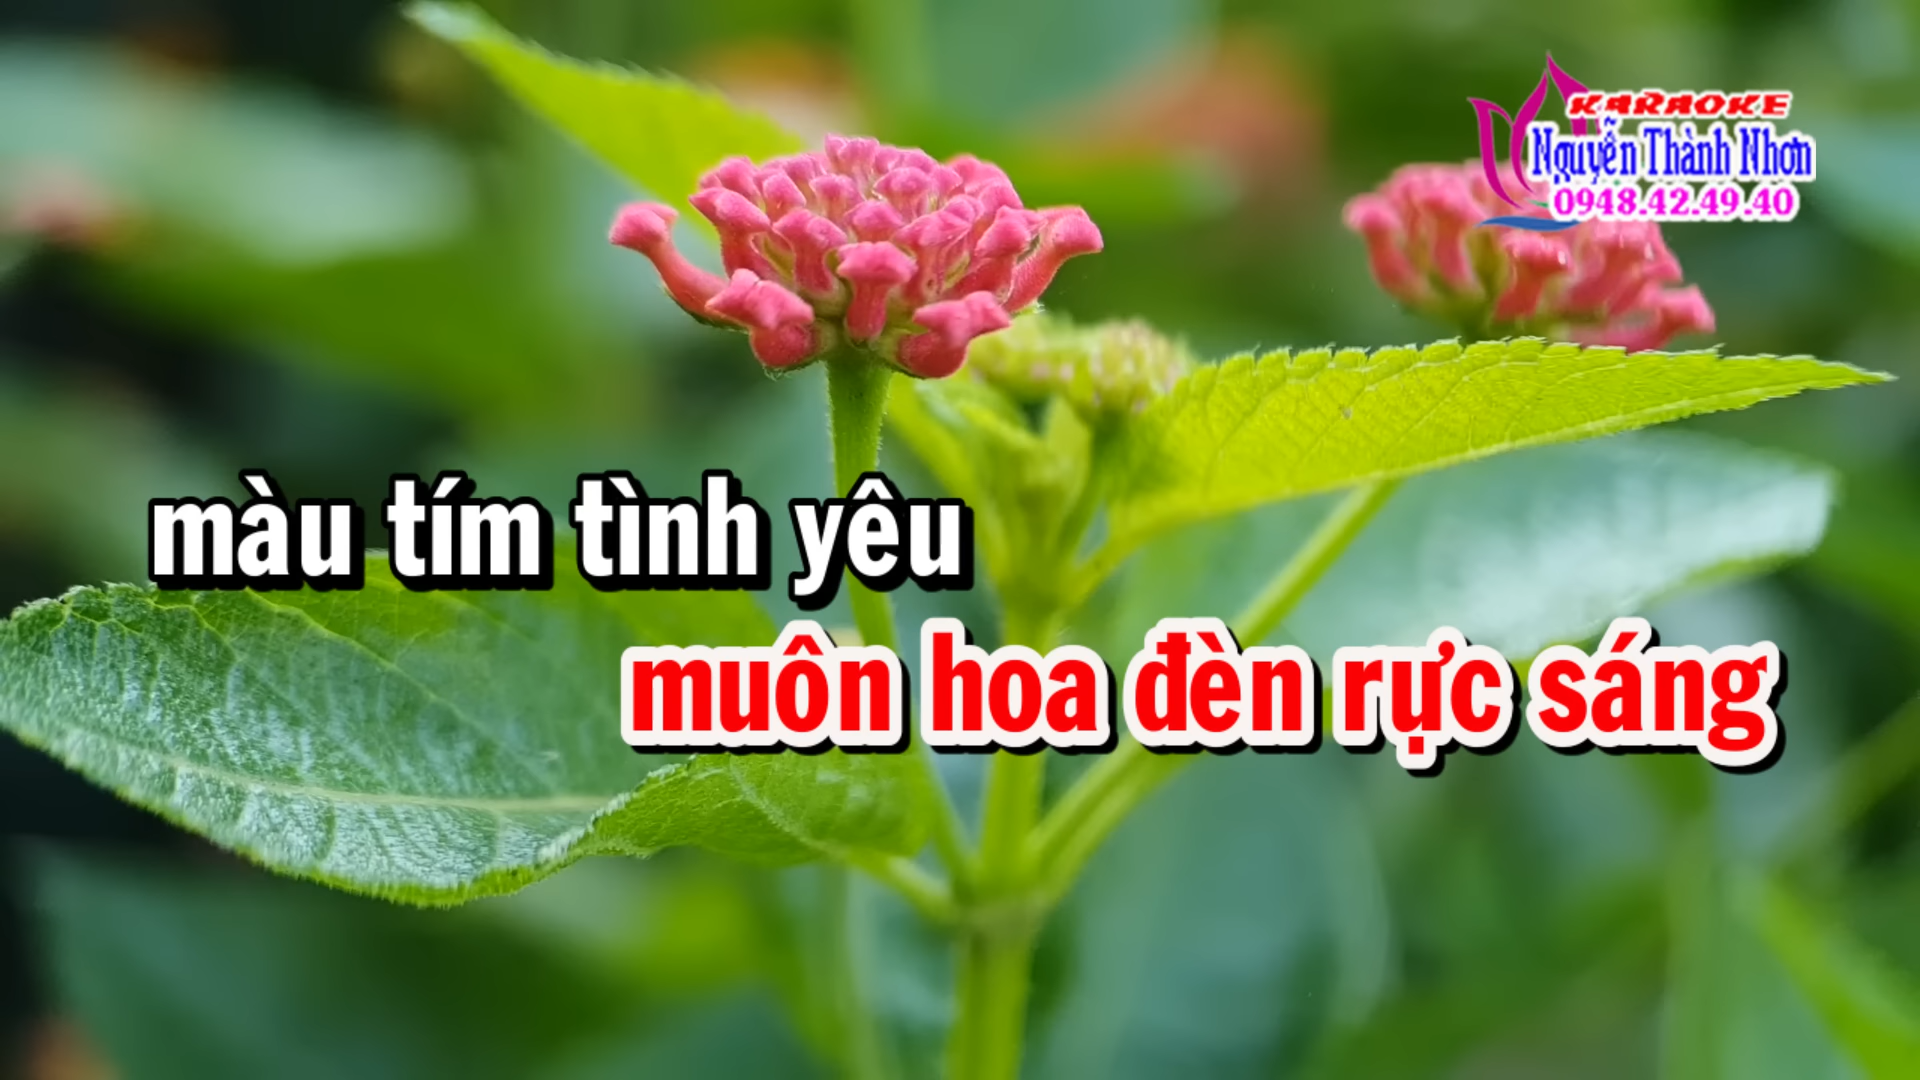 KARAOKE
Nguyễn Thành Nhơn
0948.42.49.40
màu tím tình yêu
muôn hoa đèn rực sáng